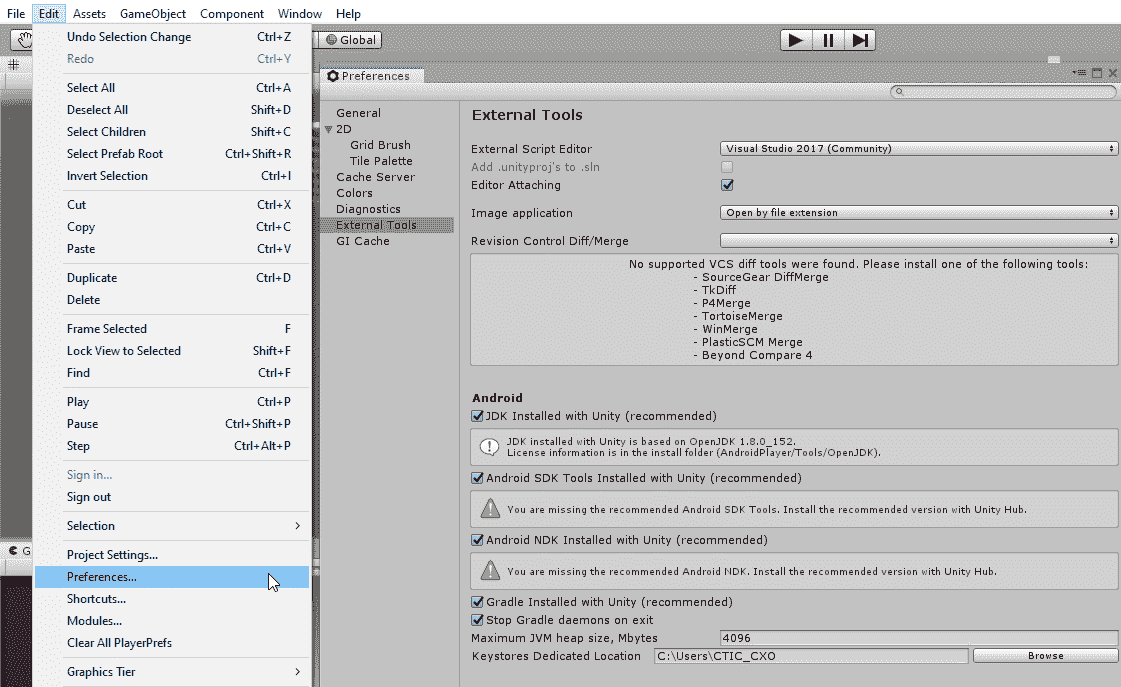 File Edit Assets GameObject Component Window Help
Undo Selection Change Ctrl+Z
Redo Ctrl+Y
Select All Ctrl+A
Deselect All Shift+D
Select Children Shift+C
Select Prefab Root Ctrl+Shift+R
Invert Selection Ctrl+I
Cut Ctrl+X
Copy Ctrl+C
Paste Ctrl+V
Duplicate Ctrl+D
Delete
Frame Selected F
Lock View to Selected Shift+F
Find Ctrl+F
Play Ctrl+P
Pause Ctrl+Shift+P
Step Ctrl+Alt+P
Sign in...
Sign out
Selection
Project Settings...
Preferences...
Shortcuts...
Modules...
Clear All PlayerPrefs
Graphics Tier
G
Global
Preferences
General
2D
Grid Brush
Tile Palette
Cache Server
Colors
Diagnostics
External Tools
GI Cache
External Tools
External Script Editor Visual Studio 2017 (Community)
Add .unityproj's to .sln
Editor Attaching
Image application Open by file extension
Revision Control Diff/Merge
No supported VCS diff tools were found. Please install one of the following tools:
- SourceGear DiffMerge
- TkDiff
- P4Merge
- TortoiseMerge
- WinMerge
- PlasticSCM Merge
- Beyond Compare 4
Android
JDK Installed with Unity (recommended)
JDK installed with Unity is based on OpenJDK 1.8.0_152.
License information is in the install folder (AndroidPlayer/Tools/OpenJDK).
Android SDK Tools Installed with Unity (recommended)
You are missing the recommended Android SDK Tools. Install the recommended version with Unity Hub.
Android NDK Installed with Unity (recommended)
You are missing the recommended Android NDK. Install the recommended version with Unity Hub.
Gradle Installed with Unity (recommended)
Stop Gradle daemons on exit
Maximum JVM heap size, Mbytes 4096
Keystores Dedicated Location C:\Users\CTIC_CXO Browse